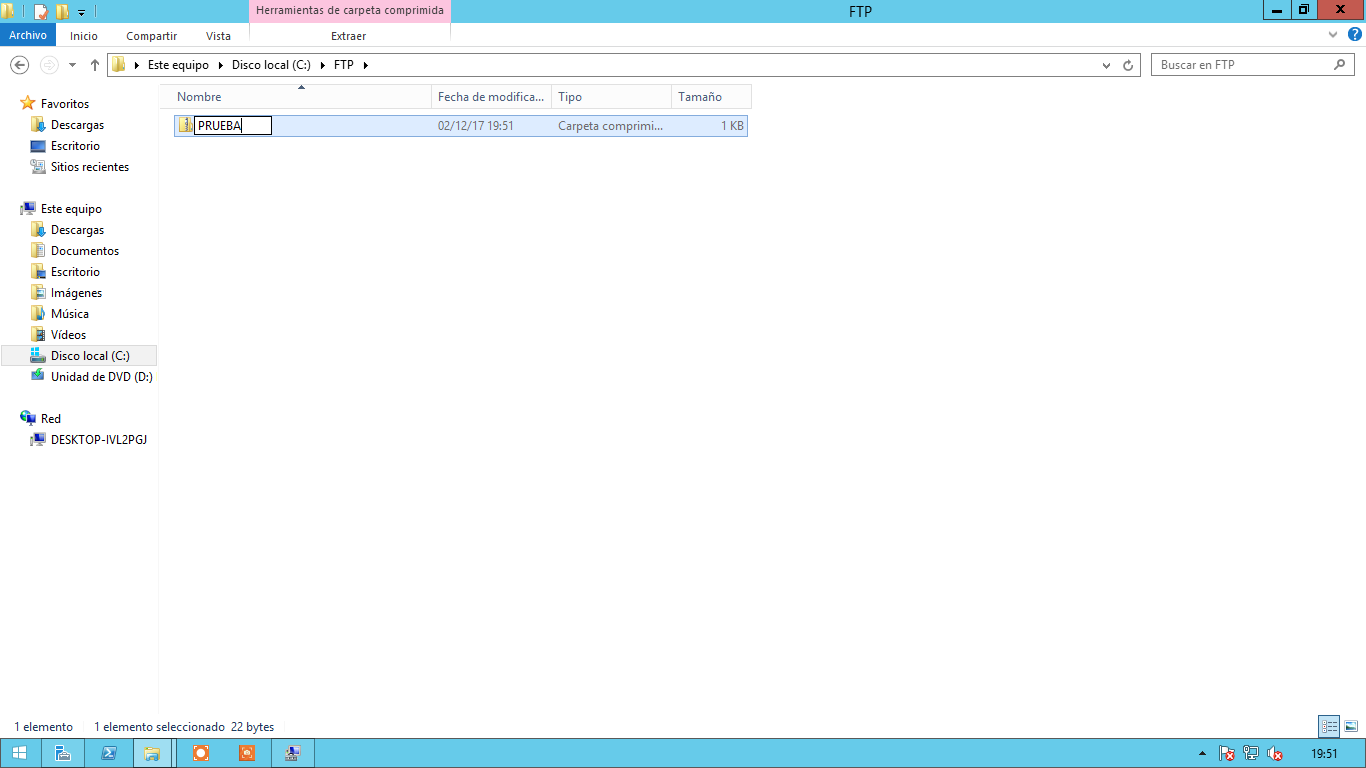 Herramientas de carpeta comprimida
FTP
Archivo
Inicio
Compartir
Vista
Extraer
Este equipo
Disco local (C:)
FTP
Buscar en FTP
Nombre
Fecha de modifica...
Tipo
Tamaño
PRUEBA
02/12/17 19:51
Carpeta comprimi...
1 KB
Favoritos
Descargas
Escritorio
Sitios recientes
Este equipo
Descargas
Documentos
Escritorio
Imágenes
Música
Vídeos
Disco local (C:)
Unidad de DVD (D:)
Red
DESKTOP-IVL2PGJ
1 elemento
1 elemento seleccionado 22 bytes
19:51